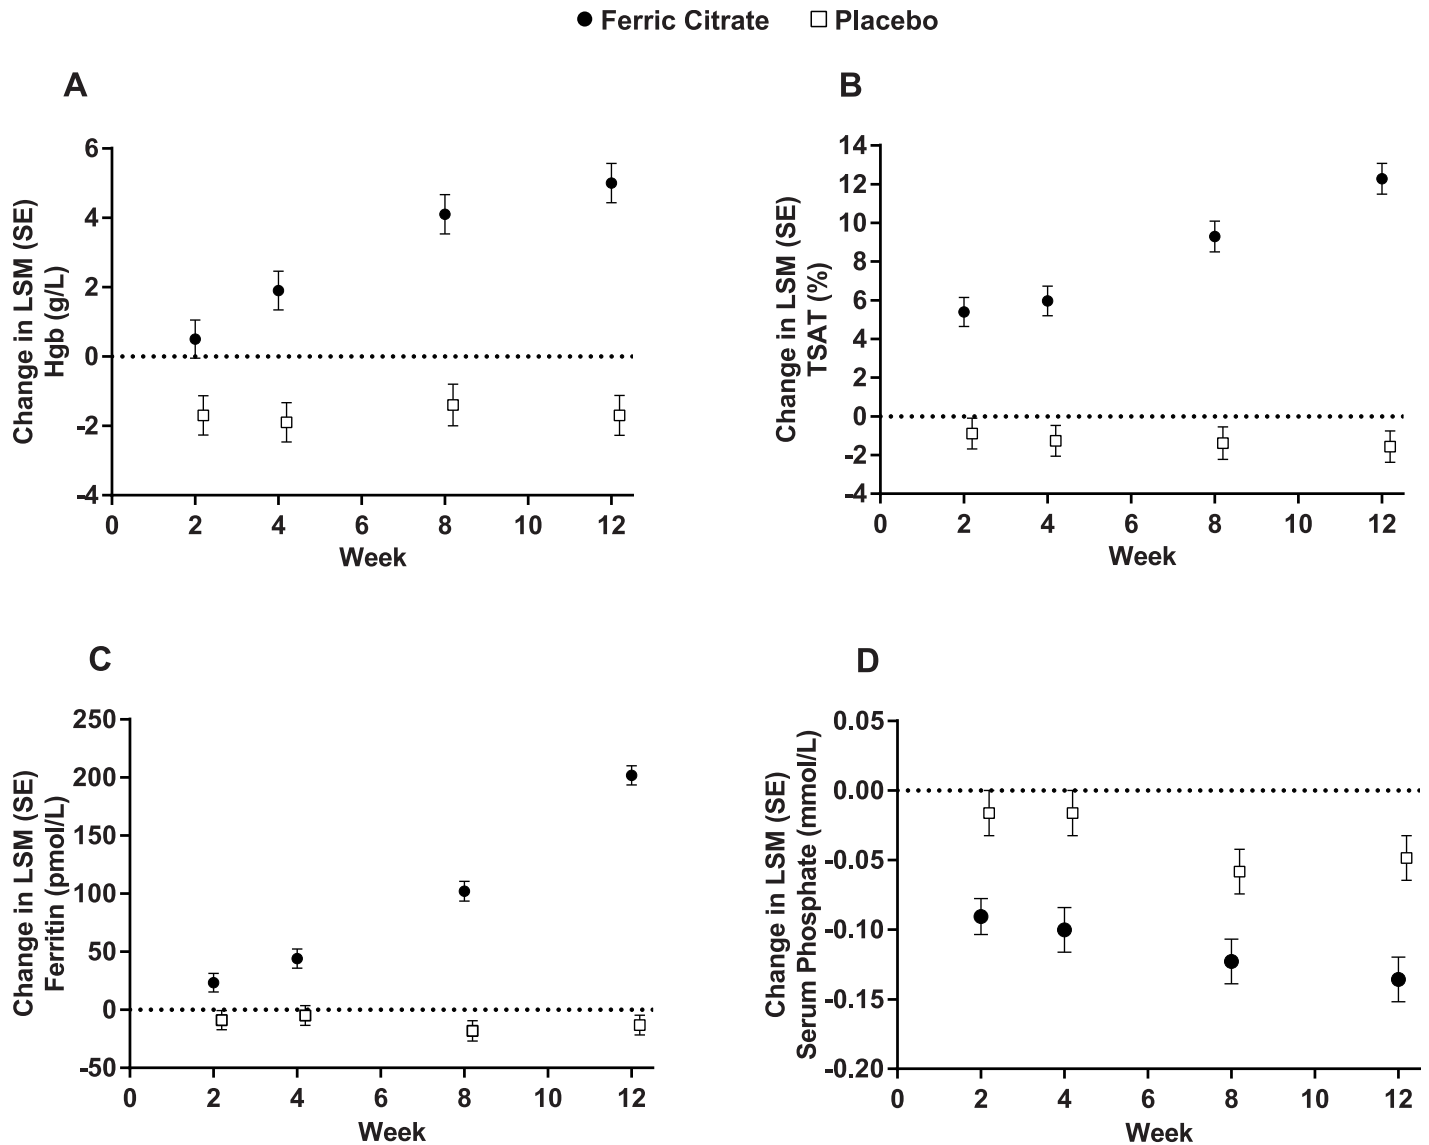 Ferric Citrate Placebo
A
Change in LSM (SE)
Hgb (g/L)
6
4
2
0
-2
-4
0 2 4 6 8 10 12
Week
B
Change in LSM (SE)
TSAT (%)
14
12
10
8
6
4
2
0
-2
-4
0 2 4 6 8 10 12
Week
C
Change in LSM (SE)
Ferritin (pmol/L)
250
200
150
100
50
0
-50
0 2 4 6 8 10 12
Week
D
Change in LSM (SE)
Serum Phosphate (mmol/L)
0.05
0.00
-0.05
-0.10
-0.15
-0.20
0 2 4 6 8 10 12
Week